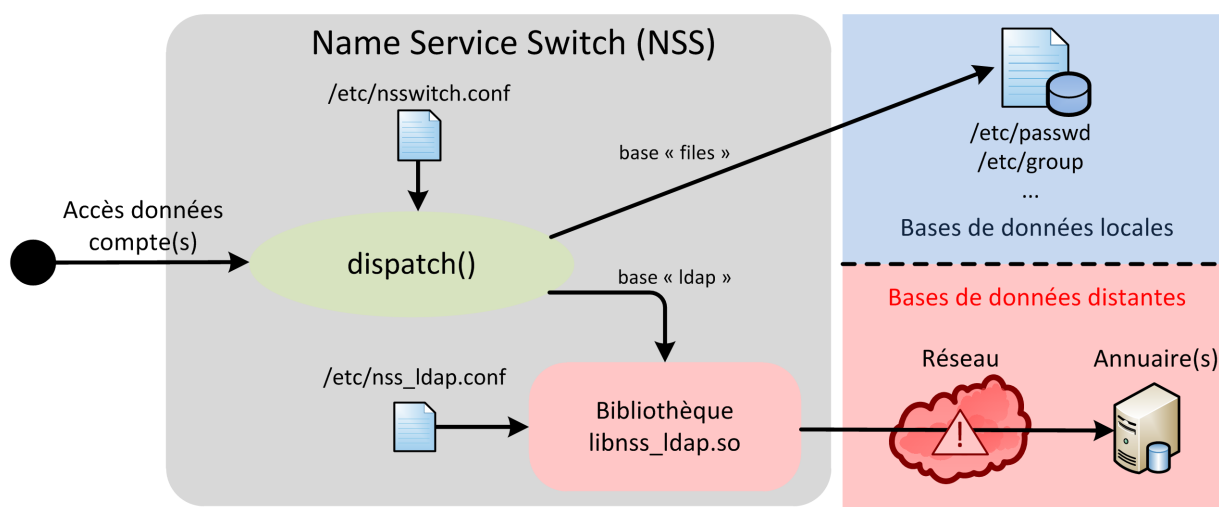 Name Service Switch (NSS)
/etc/nsswitch.conf
base « files »
/etc/passwd
/etc/group
...
Bases de données locales
Accès données
compte(s)
dispatch()
base « ldap »
Bases de données distantes
Réseau
Annuaire(s)
/etc/nss_ldap.conf
Bibliothèque
libnss_ldap.so
!